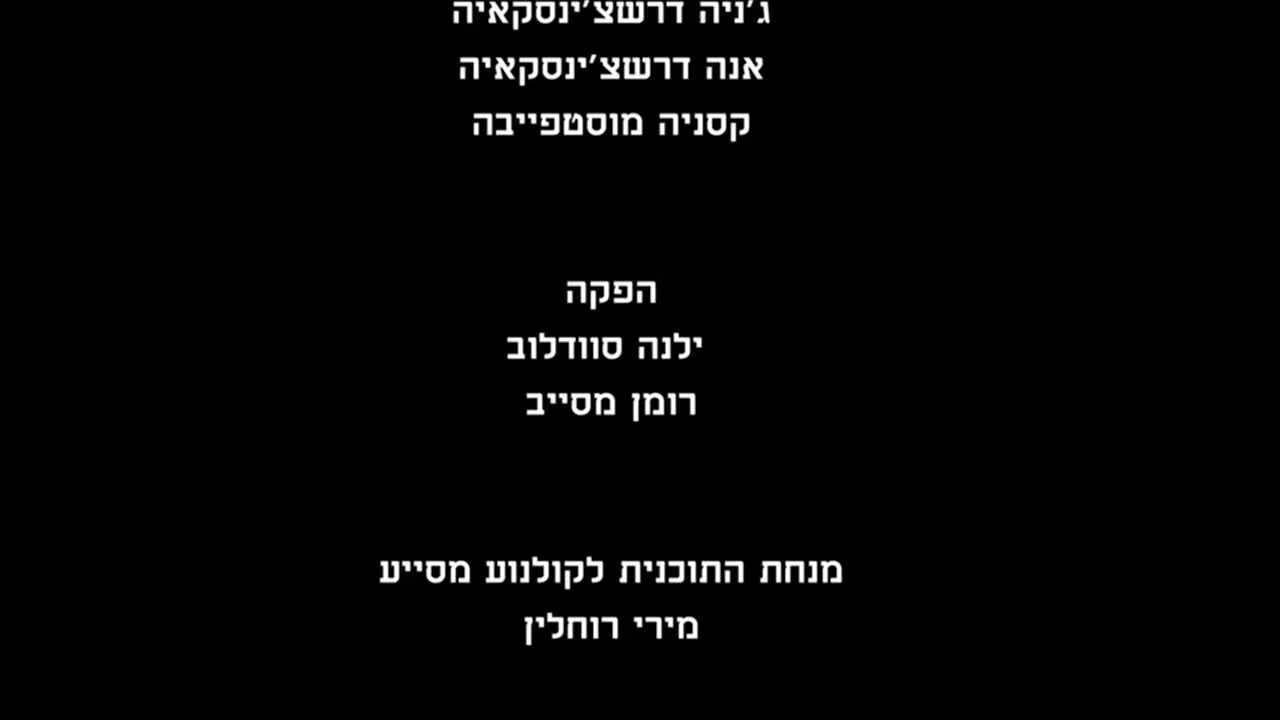 ג'ניה דרשצ'ינסקאיה
אנה דרשצ'ינסקאיה
קסניה מוסטפייבה
הפקה
ילנה סוודלוב
רומן מסייב
מנחת התוכנית לקולנוע מסייע
מירי רוחלין